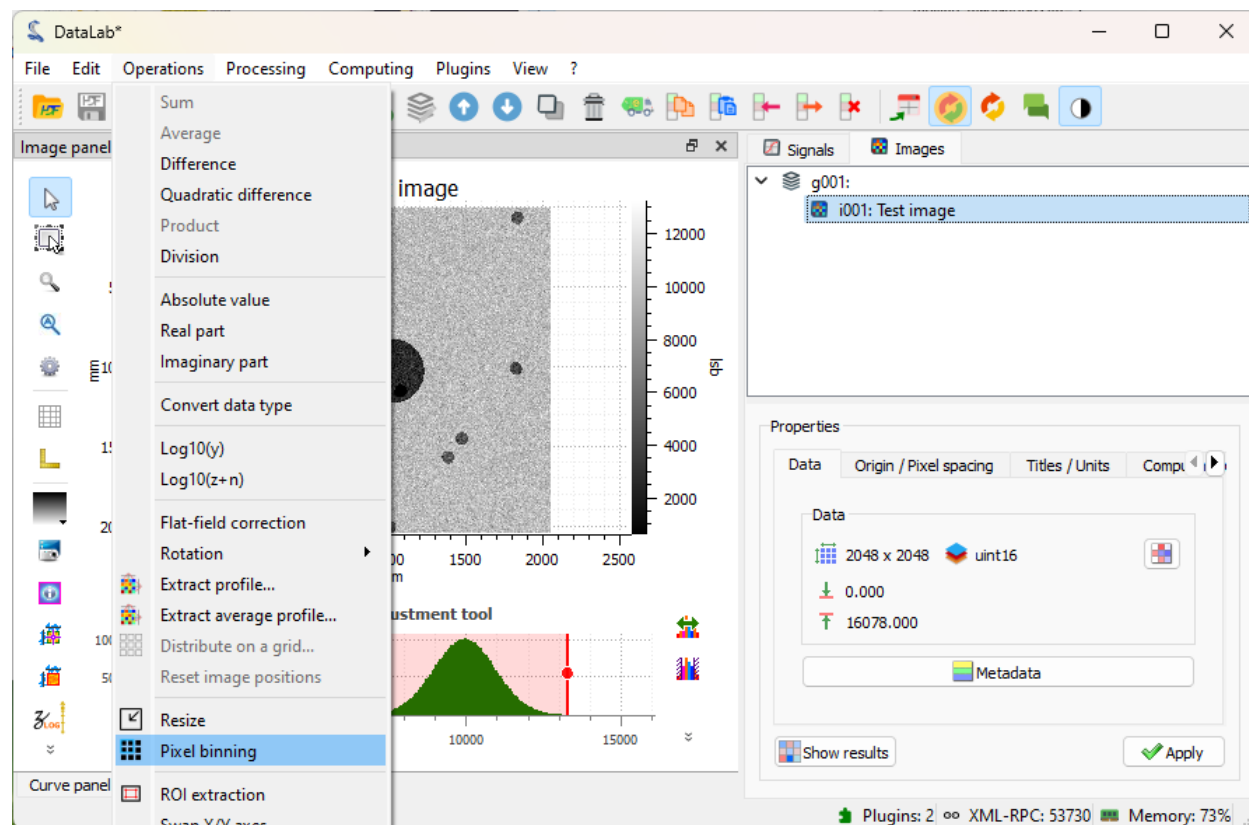 DataLab*
File Edit Operations Processing Computing Plugins View ?
Image panel
Sum
Average
Difference
Quadratic difference
Product
Division
Absolute value
Real part
Imaginary part
Convert data type
Log10(y)
Log10(z+n)
Flat-field correction
Rotation
Extract profile...
Extract average profile...
Distribute on a grid...
Reset image positions
Resize
Pixel binning
ROI extraction
Swap X/Y axes
image
mm
12000
10000
8000
6000
4000
2000
lsb
1500 2000 2500
ustment tool
10000 15000
Curve panel
Signals Images
g001:
i001: Test image
Properties
Data Origin / Pixel spacing Titles / Units
Data
2048 x 2048 uint16
0.000
16078.000
Metadata
Show results Apply
Plugins: 2 XML-RPC: 53730 Memory: 73%